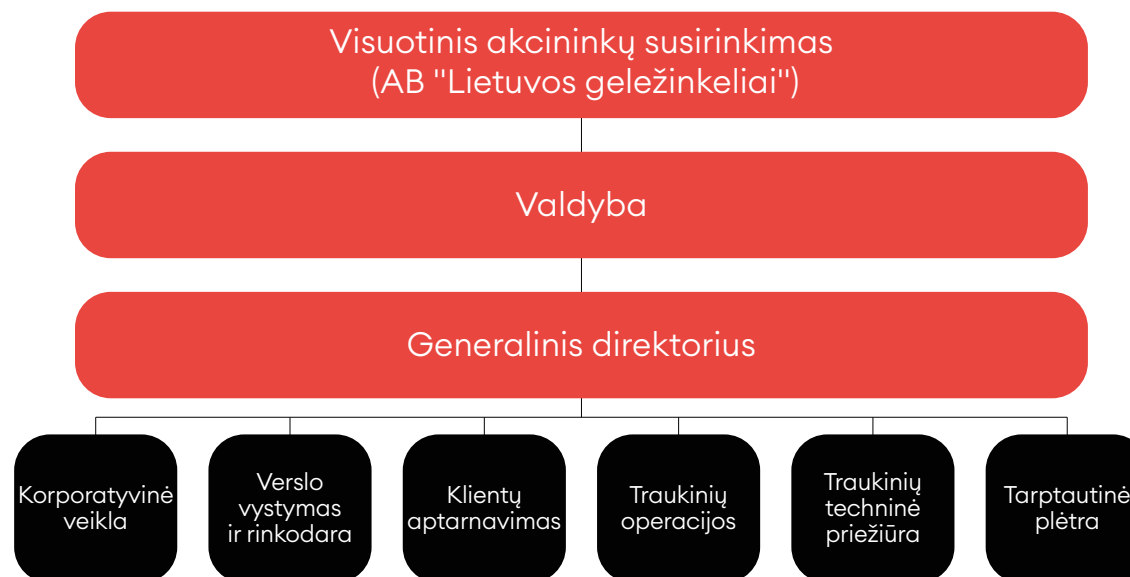 Visuotinis akcininkų susirinkimas
(AB "Lietuvos geležinkeliai")
Valdyba
Generalinis direktorius
Korporatyvinė
veikla
Verslo
vystymas
ir rinkodara
Klientų
aptarnavimas
Traukinių
operacijos
Traukinių
techninė
priežiūra
Tarptautinė
plėtra